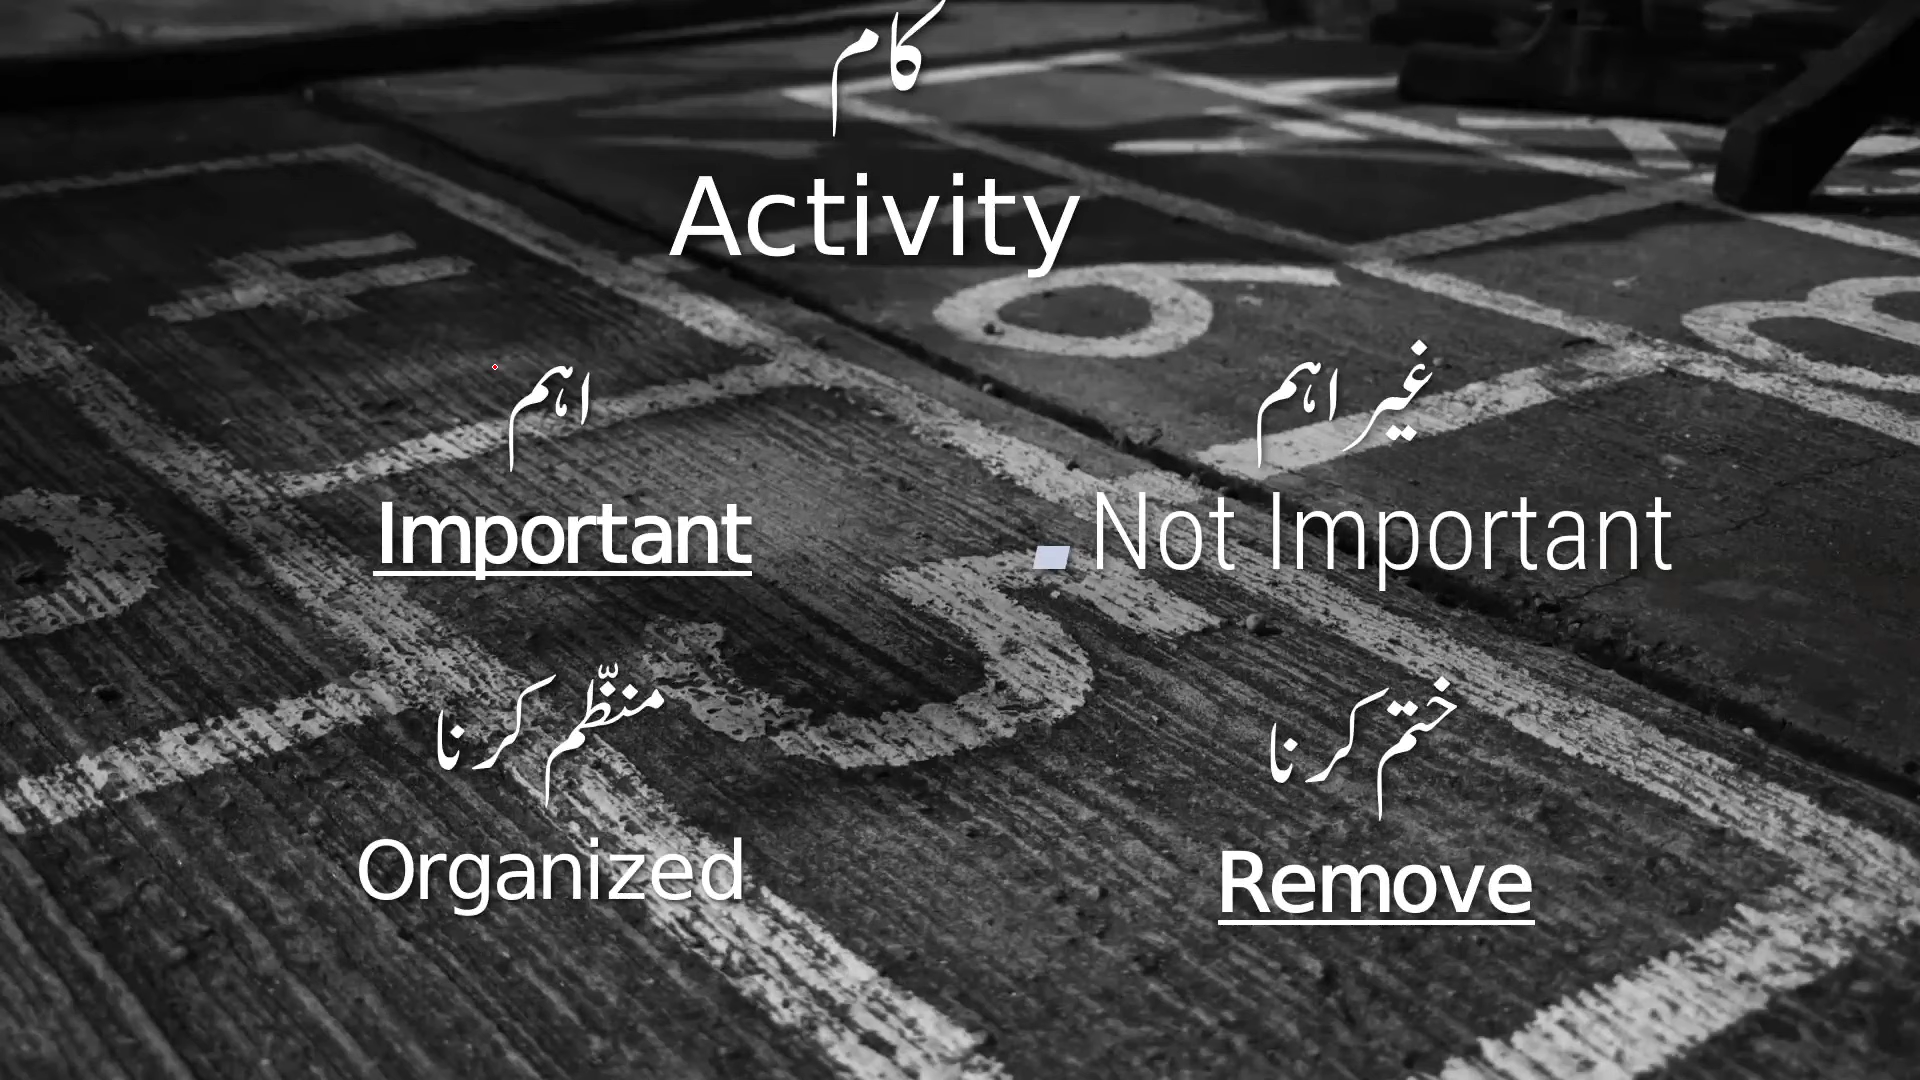 کام
Activity
اہم
غیر اہم
Important
Not Important
منظّم کرنا
ختم کرنا
Organized
Remove